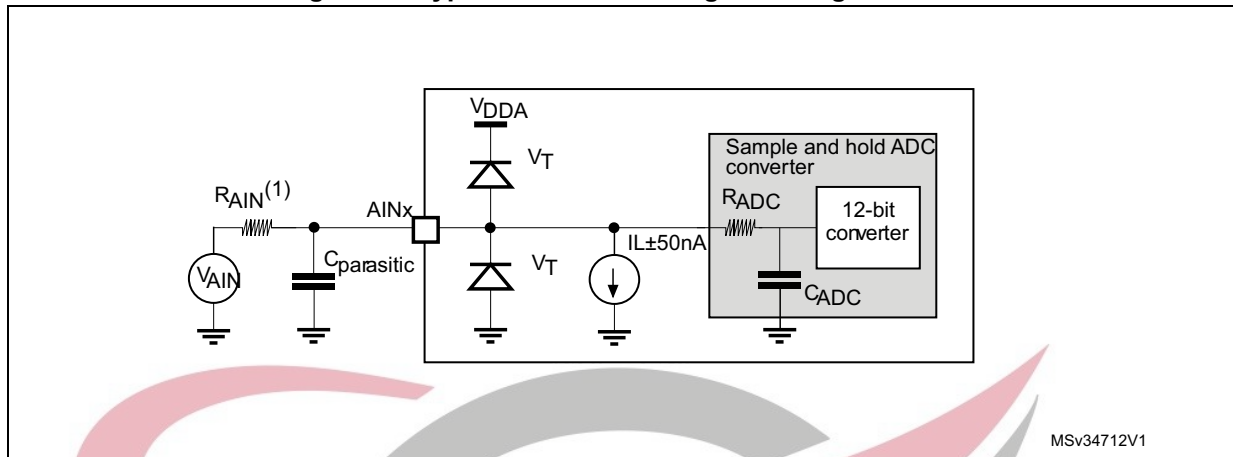 VDDA
VT
Sample and hold ADC
converter
RAIN(1)
AINx
RADC
12-bit
converter
IL±50nA
VAIN
Cparasitic
VT
CADC
MSv34712V1